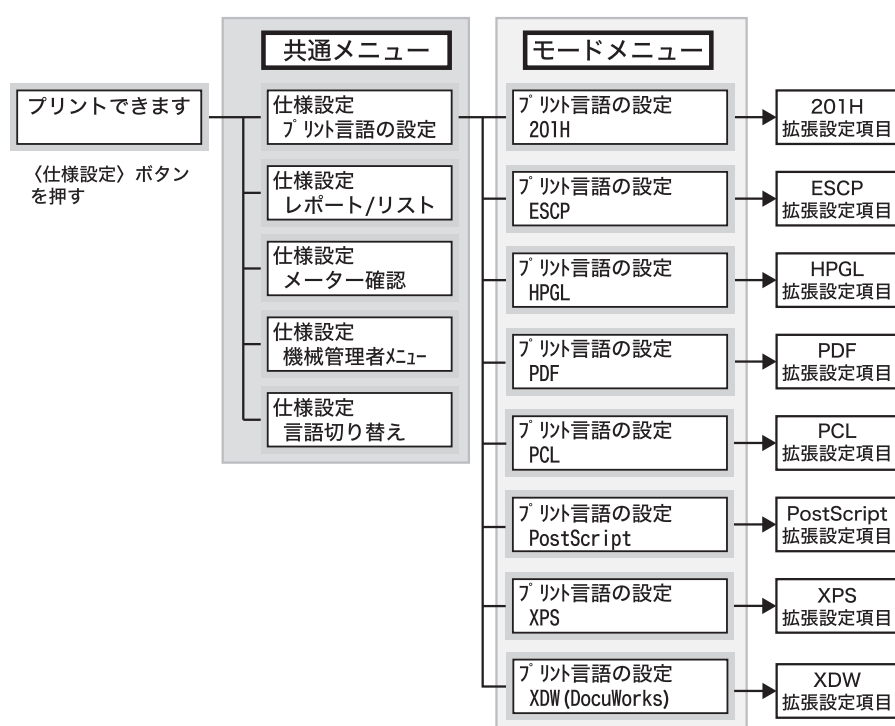 共通メニュー
モードメニュー
プリントできます
〈仕様設定〉ボタン
を押す
仕様設定
プリント言語の設定
仕様設定
レポート/リスト
仕様設定
メーター確認
仕様設定
機械管理者メニュー
仕様設定
言語切り替え
プリント言語の設定
201H
201H
拡張設定項目
プリント言語の設定
ESCP
ESCP
拡張設定項目
プリント言語の設定
HPGL
HPGL
拡張設定項目
プリント言語の設定
PDF
PDF
拡張設定項目
プリント言語の設定
PCL
PCL
拡張設定項目
プリント言語の設定
PostScript
PostScript
拡張設定項目
プリント言語の設定
XPS
XPS
拡張設定項目
プリント言語の設定
XDW(DocuWorks)
XDW
拡張設定項目